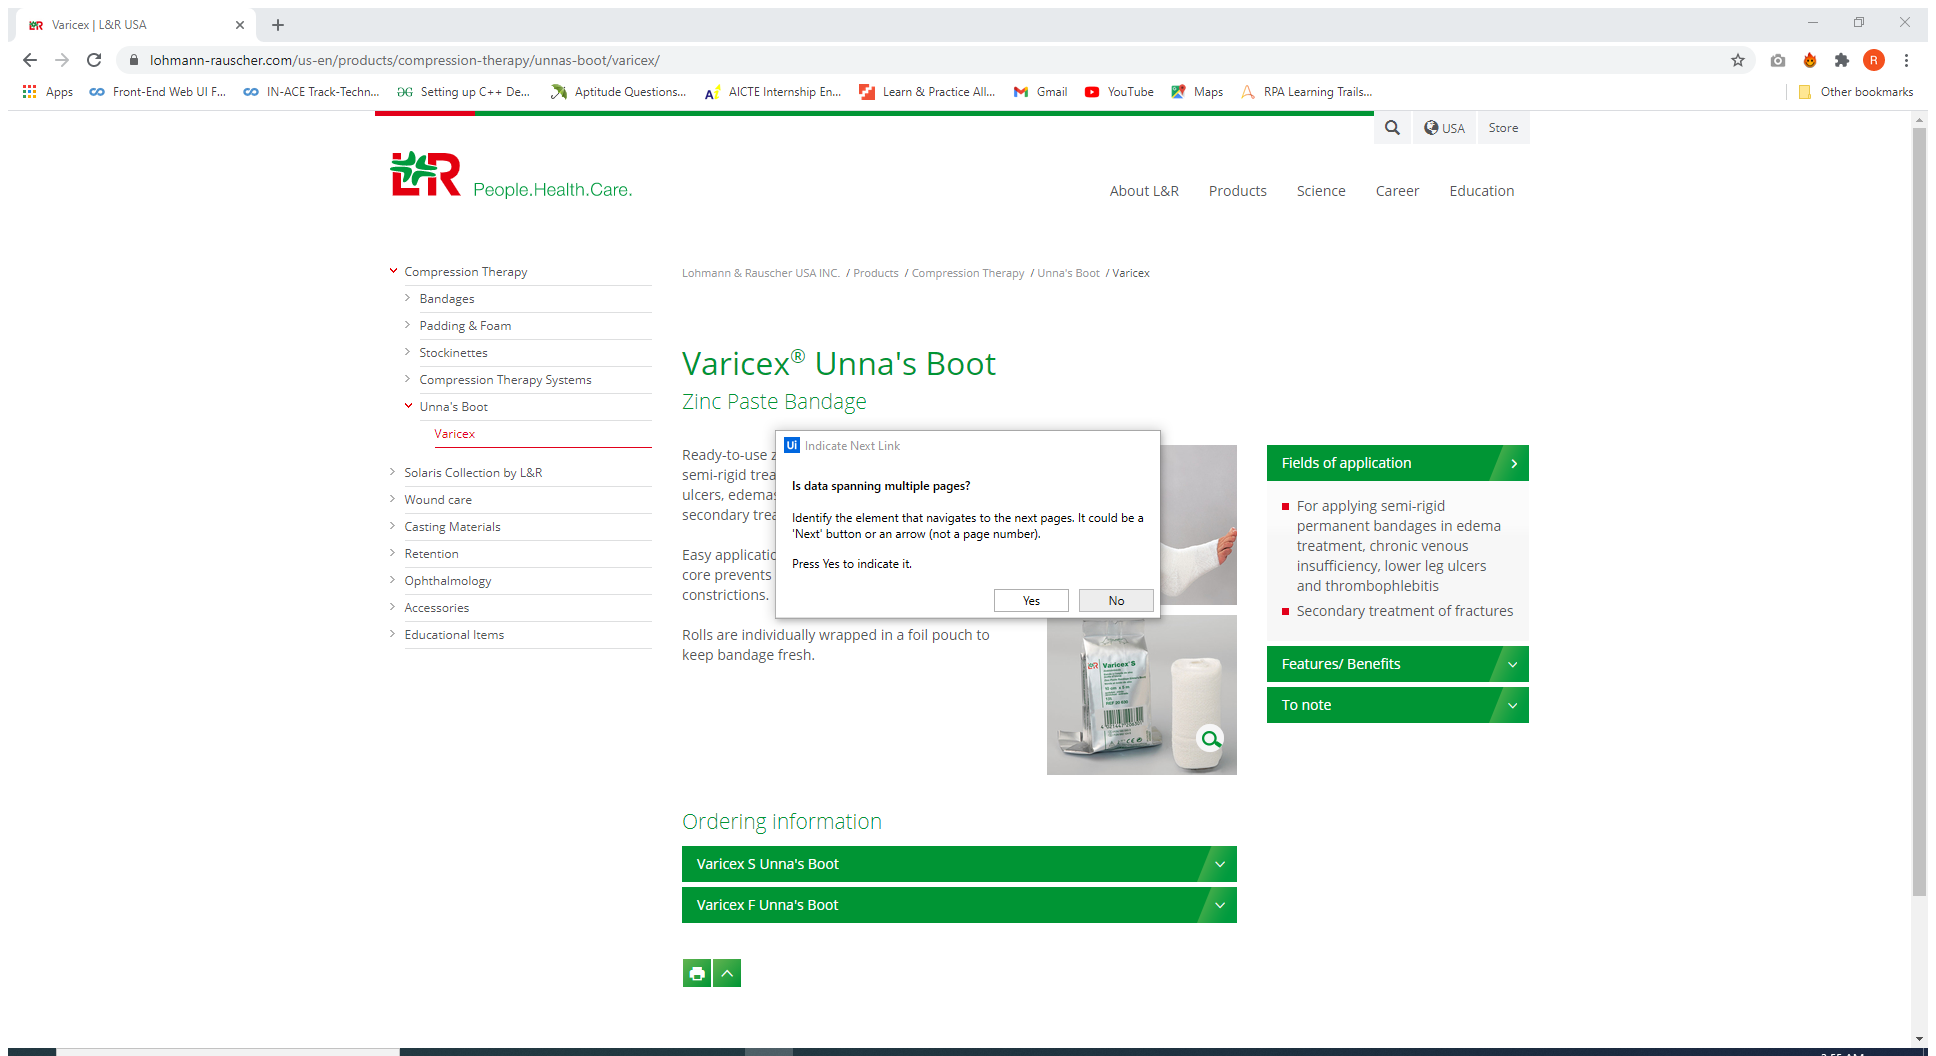 Varicex | L&R USA
lohmann-rauscher.com/us-en/products/compression-therapy/unnas-boot/varicex/
R
Apps
Front-End Web UI F...
IN-ACE Track-Techn...
Setting up C++ De...
Aptitude Questions...
AICTE Internship En...
Learn & Practice All...
Gmail
YouTube
Maps
RPA Learning Trails...
Other bookmarks
USA
Store
L&R People.Health.Care.
About L&R
Products
Science
Career
Education
Compression Therapy
Bandages
Padding & Foam
Stockinettes
Compression Therapy Systems
Unna's Boot
Varicex
Solaris Collection by L&R
Wound care
Casting Materials
Retention
Ophthalmology
Accessories
Educational Items
Lohmann & Rauscher USA INC. / Products / Compression Therapy / Unna's Boot / Varicex
Varicex® Unna's Boot
Zinc Paste Bandage
Ready-to-use z
semi-rigid trea
ulcers, edemas
secondary trea
Easy applicatio
core prevents
constrictions.
Rolls are individually wrapped in a foil pouch to
keep bandage fresh.
Ui Indicate Next Link
Is data spanning multiple pages?
Identify the element that navigates to the next pages. It could be a
'Next' button or an arrow (not a page number).
Press Yes to indicate it.
Yes
No
L&R Varicex S
Fields of application
For applying semi-rigid
permanent bandages in edema
treatment, chronic venous
insufficiency, lower leg ulcers
and thrombophlebitis
Secondary treatment of fractures
Features/ Benefits
To note
Ordering information
Varicex S Unna's Boot
Varicex F Unna's Boot